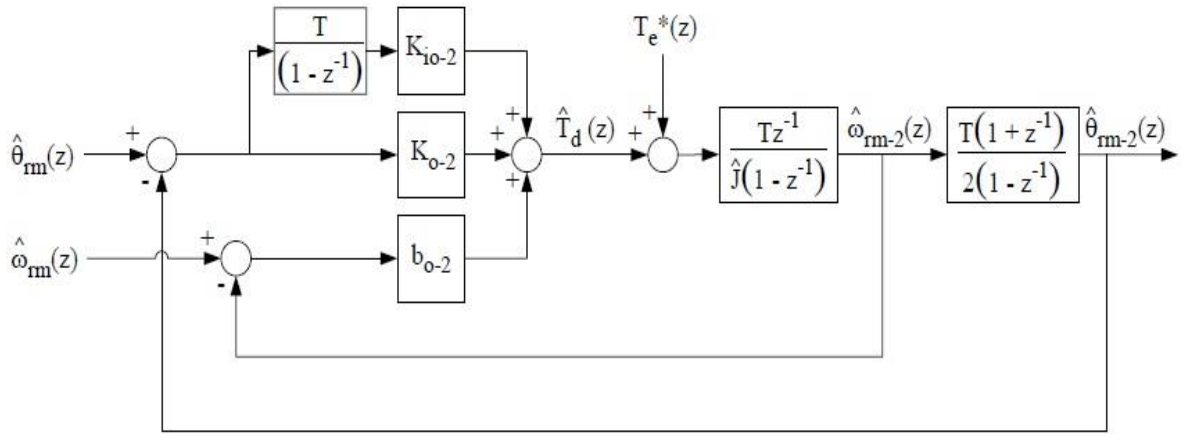 T
(1 - z⁻¹)
K_io-2
T_e*(z)
+
+
θ̂_rm(z)
+
-
K_o-2
+
+
T̂_d(z)
+
Tz⁻¹
Ĵ(1 - z⁻¹)
ω̂_rm-2(z)
T(1 + z⁻¹)
2(1 - z⁻¹)
θ̂_rm-2(z)
ω̂_rm(z)
+
-
b_o-2